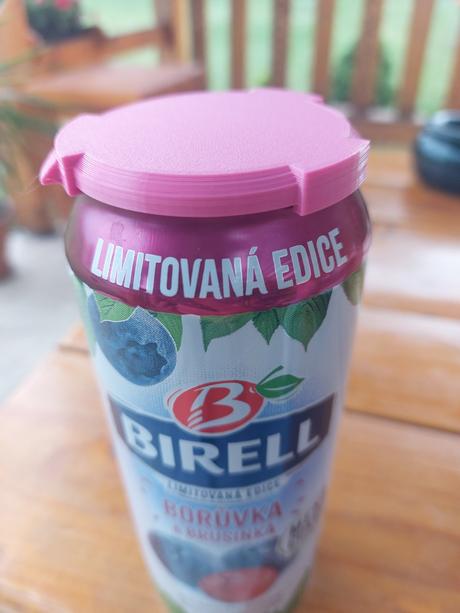 LIMITOVANÁ EDICE
B
BIRELL
LIMITOVANÁ EDICE
BORŮVKA
& BRUSINKA